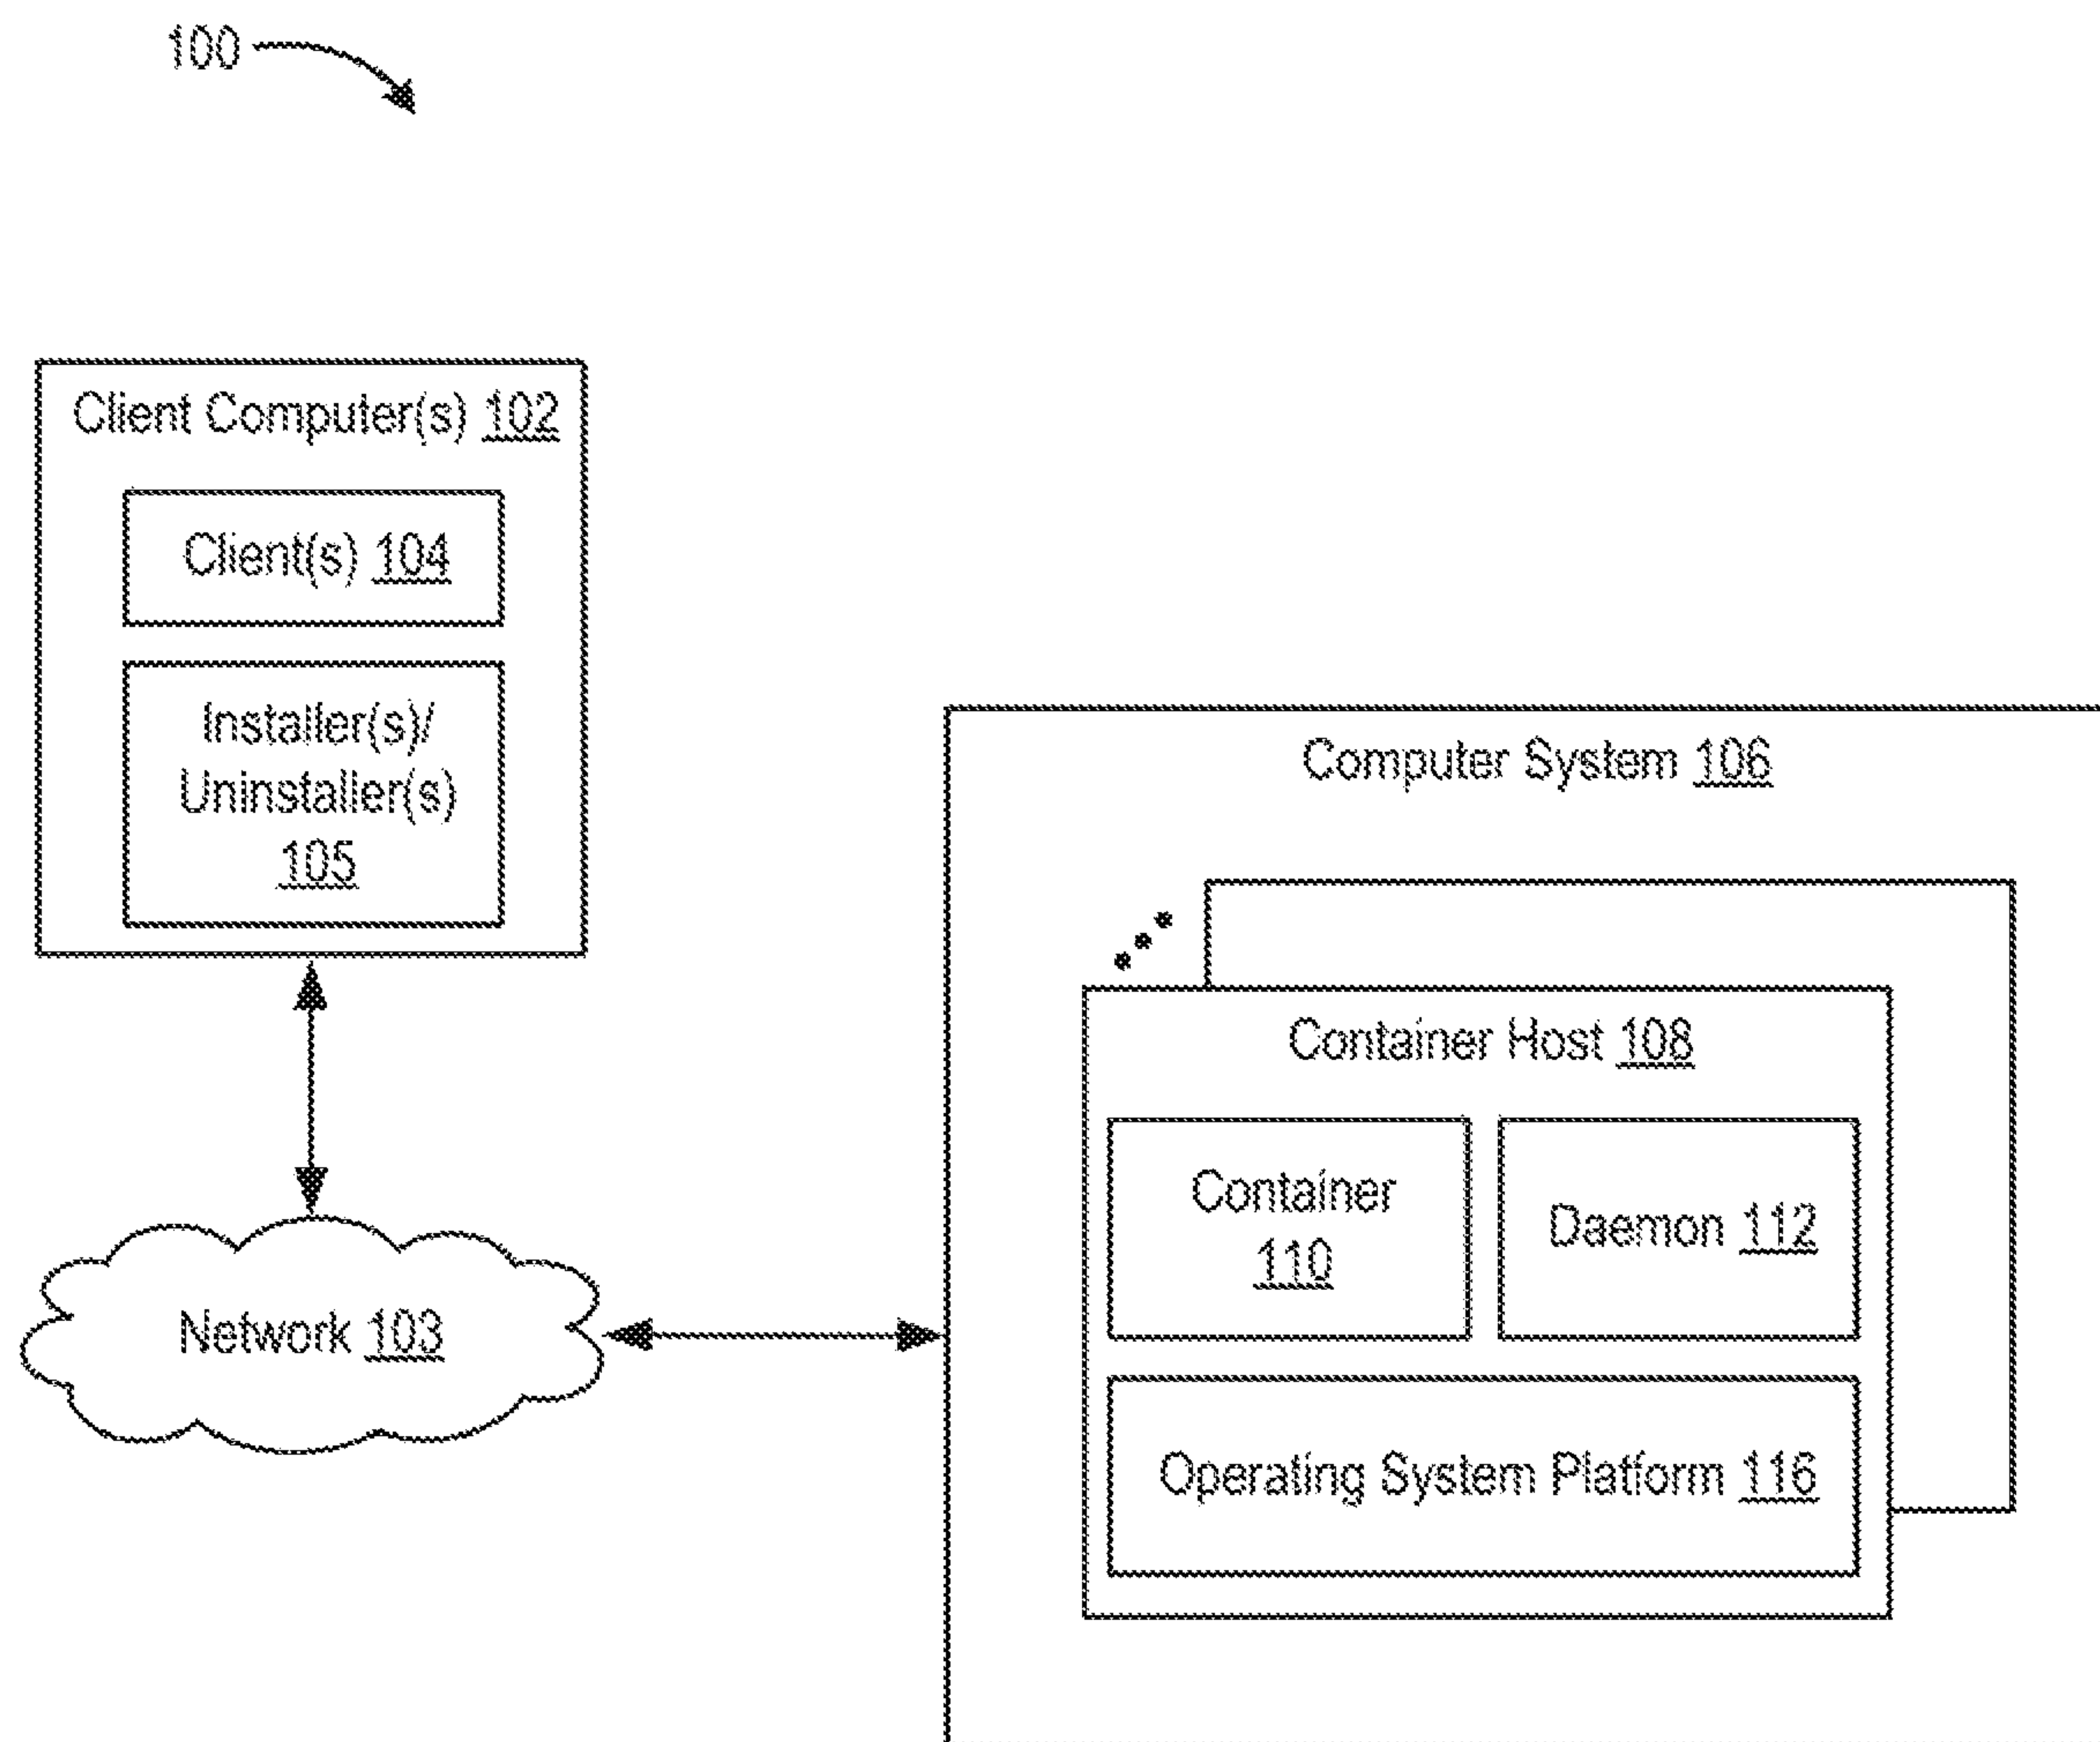 100
Client Computer(s) 102
Client(s) 104
Installer(s)/
Uninstaller(s)
105
Network 103
Computer System 106
Container Host 108
Container
110
Daemon 112
Operating System Platform 116